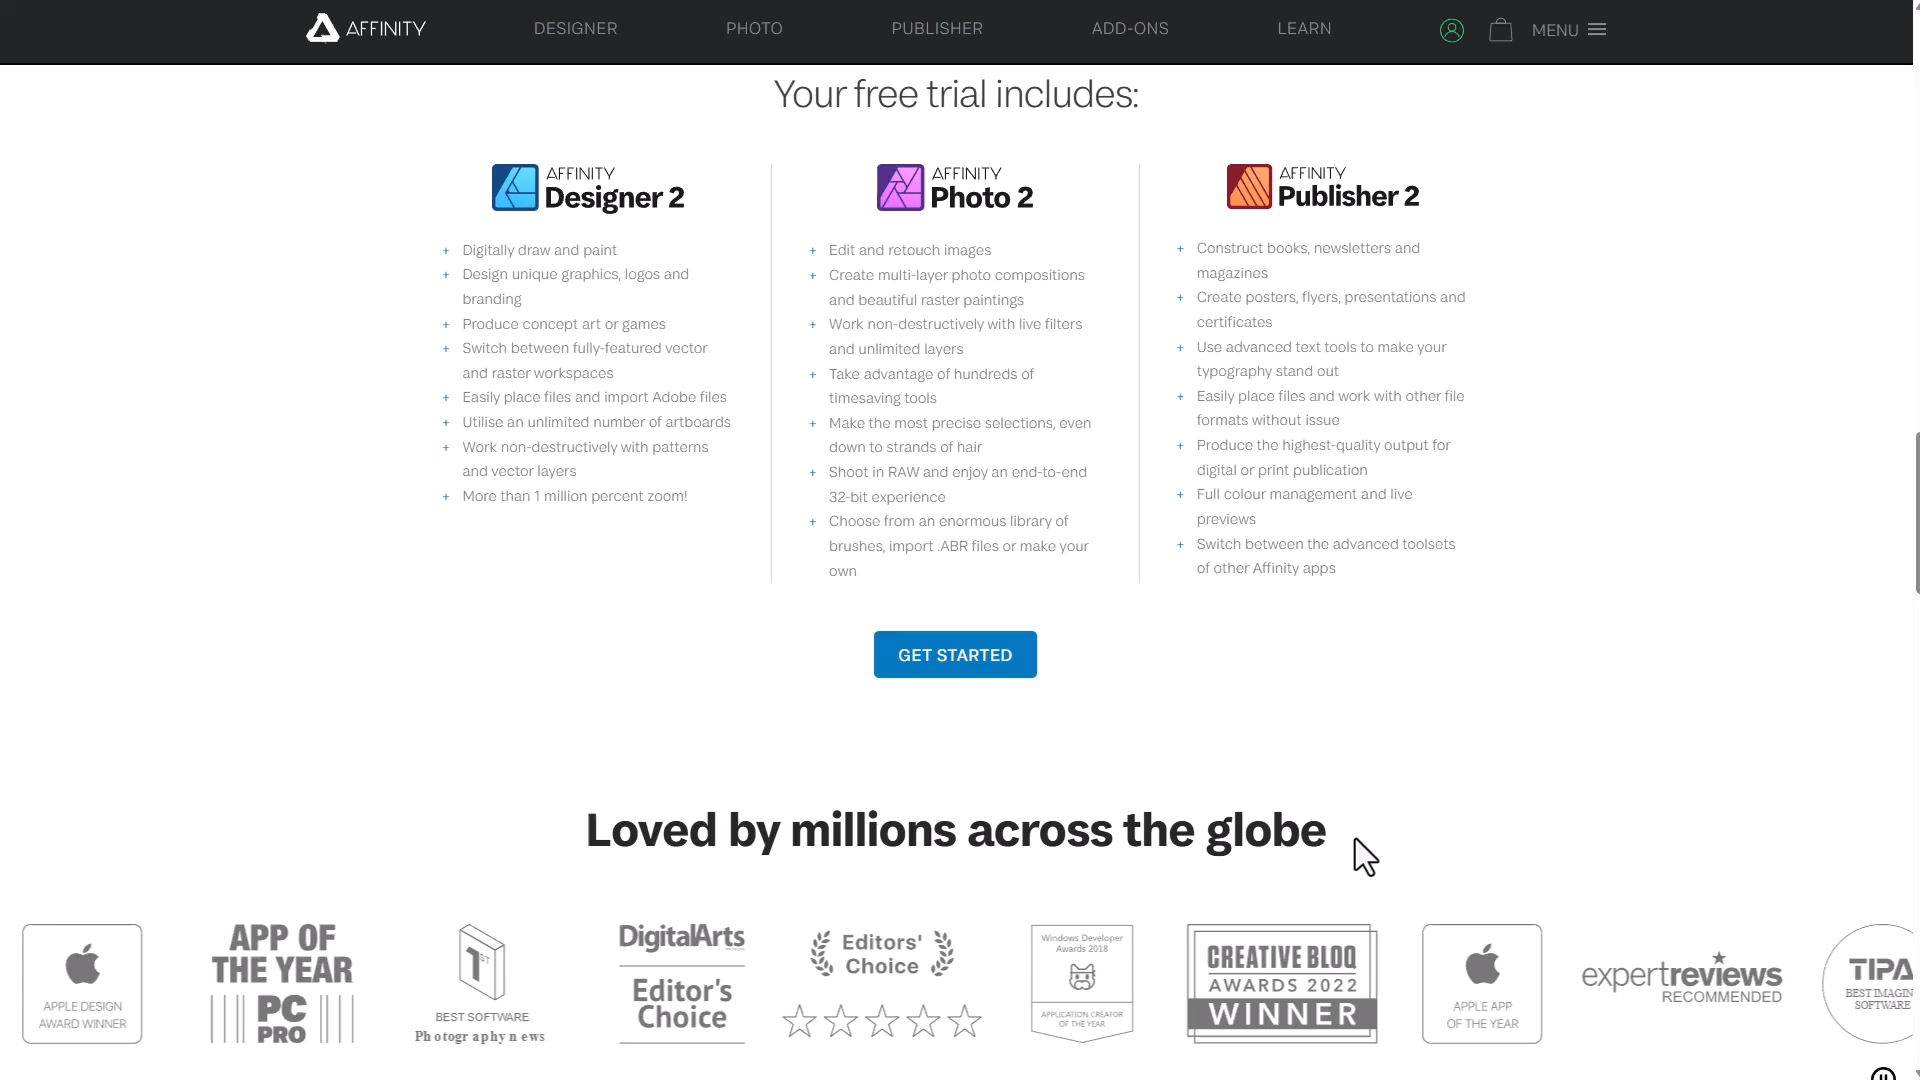 AFFINITY
DESIGNER
PHOTO
PUBLISHER
ADD-ONS
LEARN
MENU
Your free trial includes:
AFFINITY
Designer 2
+ Digitally draw and paint
+ Design unique graphics, logos and
branding
+ Produce concept art or games
+ Switch between fully-featured vector
and raster workspaces
+ Easily place files and import Adobe files
+ Utilise an unlimited number of artboards
+ Work non-destructively with patterns
and vector layers
+ More than 1 million percent zoom!
AFFINITY
Photo 2
+ Edit and retouch images
+ Create multi-layer photo compositions
and beautiful raster paintings
+ Work non-destructively with live filters
and unlimited layers
+ Take advantage of hundreds of
timesaving tools
+ Make the most precise selections, even
down to strands of hair
+ Shoot in RAW and enjoy an end-to-end
32-bit experience
+ Choose from an enormous library of
brushes, import .ABR files or make your
own
AFFINITY
Publisher 2
+ Construct books, newsletters and
magazines
+ Create posters, flyers, presentations and
certificates
+ Use advanced text tools to make your
typography stand out
+ Easily place files and work with other file
formats without issue
+ Produce the highest-quality output for
digital or print publication
+ Full colour management and live
previews
+ Switch between the advanced toolsets
of other Affinity apps
GET STARTED
Loved by millions across the globe
APPLE DESIGN
AWARD WINNER
APP OF
THE YEAR
PC
PRO
1ST
BEST SOFTWARE
Photography news
DigitalArts
Editor's
Choice
Editors'
Choice
Windows Developer
Awards 2018
APPLICATION CREATOR
OF THE YEAR
CREATIVE BLOQ
AWARDS 2022
WINNER
APPLE APP
OF THE YEAR
expertreviews
RECOMMENDED
TIPA
BEST IMAGIN
SOFTWARE